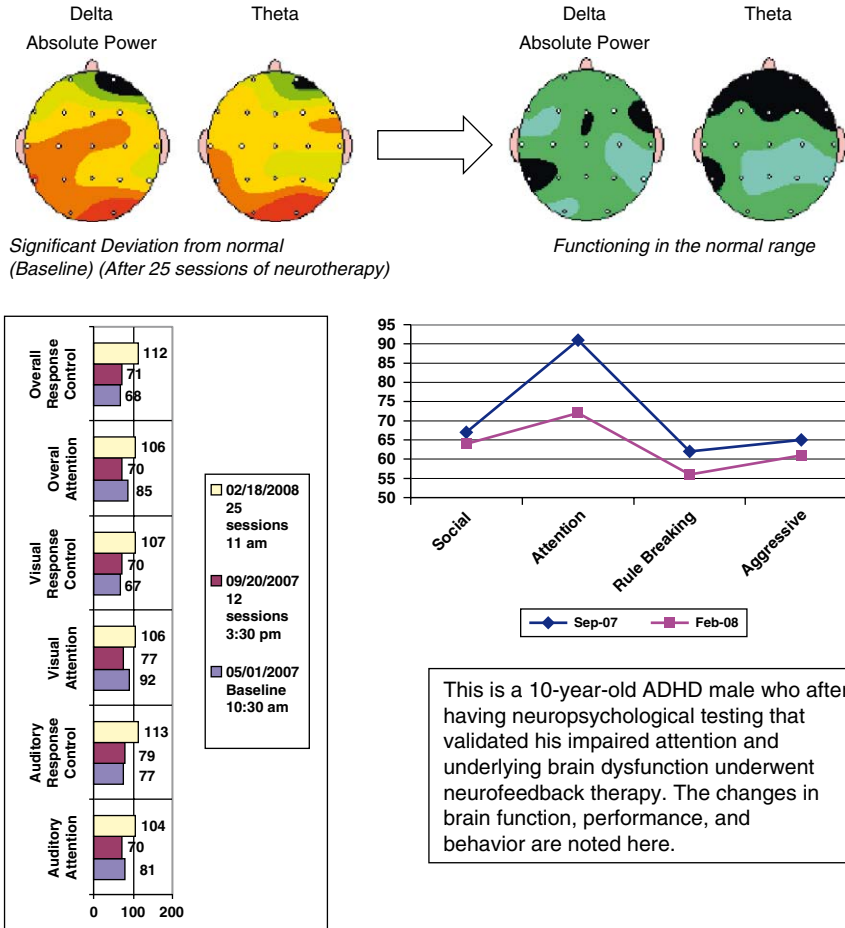 Delta
Theta
Absolute Power
Delta
Theta
Absolute Power
Significant Deviation from normal
(Baseline) (After 25 sessions of neurotherapy)
Functioning in the normal range
Overall
Response
Control
112
71
68
Overal
Attention
106
70
85
Visual
Response
Control
107
70
67
Visual
Attention
106
77
92
Auditory
Response
Control
113
79
77
Auditory
Attention
104
70
81
0 100 200
02/18/2008
25
sessions
11 am
09/20/2007
12
sessions
3:30 pm
05/01/2007
Baseline
10:30 am
95
90
85
80
75
70
65
60
55
50
Social
Attention
Rule Breaking
Aggressive
Sep-07
Feb-08
This is a 10-year-old ADHD male who after
having neuropsychological testing that
validated his impaired attention and
underlying brain dysfunction underwent
neurofeedback therapy. The changes in
brain function, performance, and
behavior are noted here.